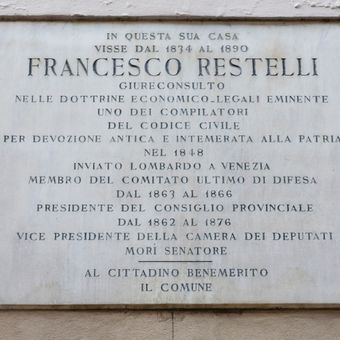 IN QUESTA SUA CASA
VISSE DAL 1834 AL 1890
FRANCESCO RESTELLI
GIURECONSULTO
NELLE DOTTRINE ECONOMICO-LEGALI EMINENTE
UNO DEI COMPILATORI
DEL CODICE CIVILE
PER DEVOZIONE ANTICA E INTEMERATA ALLA PATRIA
NEL 1848
INVIATO LOMBARDO A VENEZIA
MEMBRO DEL COMITATO ULTIMO DI DIFESA
DAL 1863 AL 1866
PRESIDENTE DEL CONSIGLIO PROVINCIALE
DAL 1862 AL 1876
VICE PRESIDENTE DELLA CAMERA DEI DEPUTATI
MORÌ SENATORE
AL CITTADINO BENEMERITO
IL COMUNE